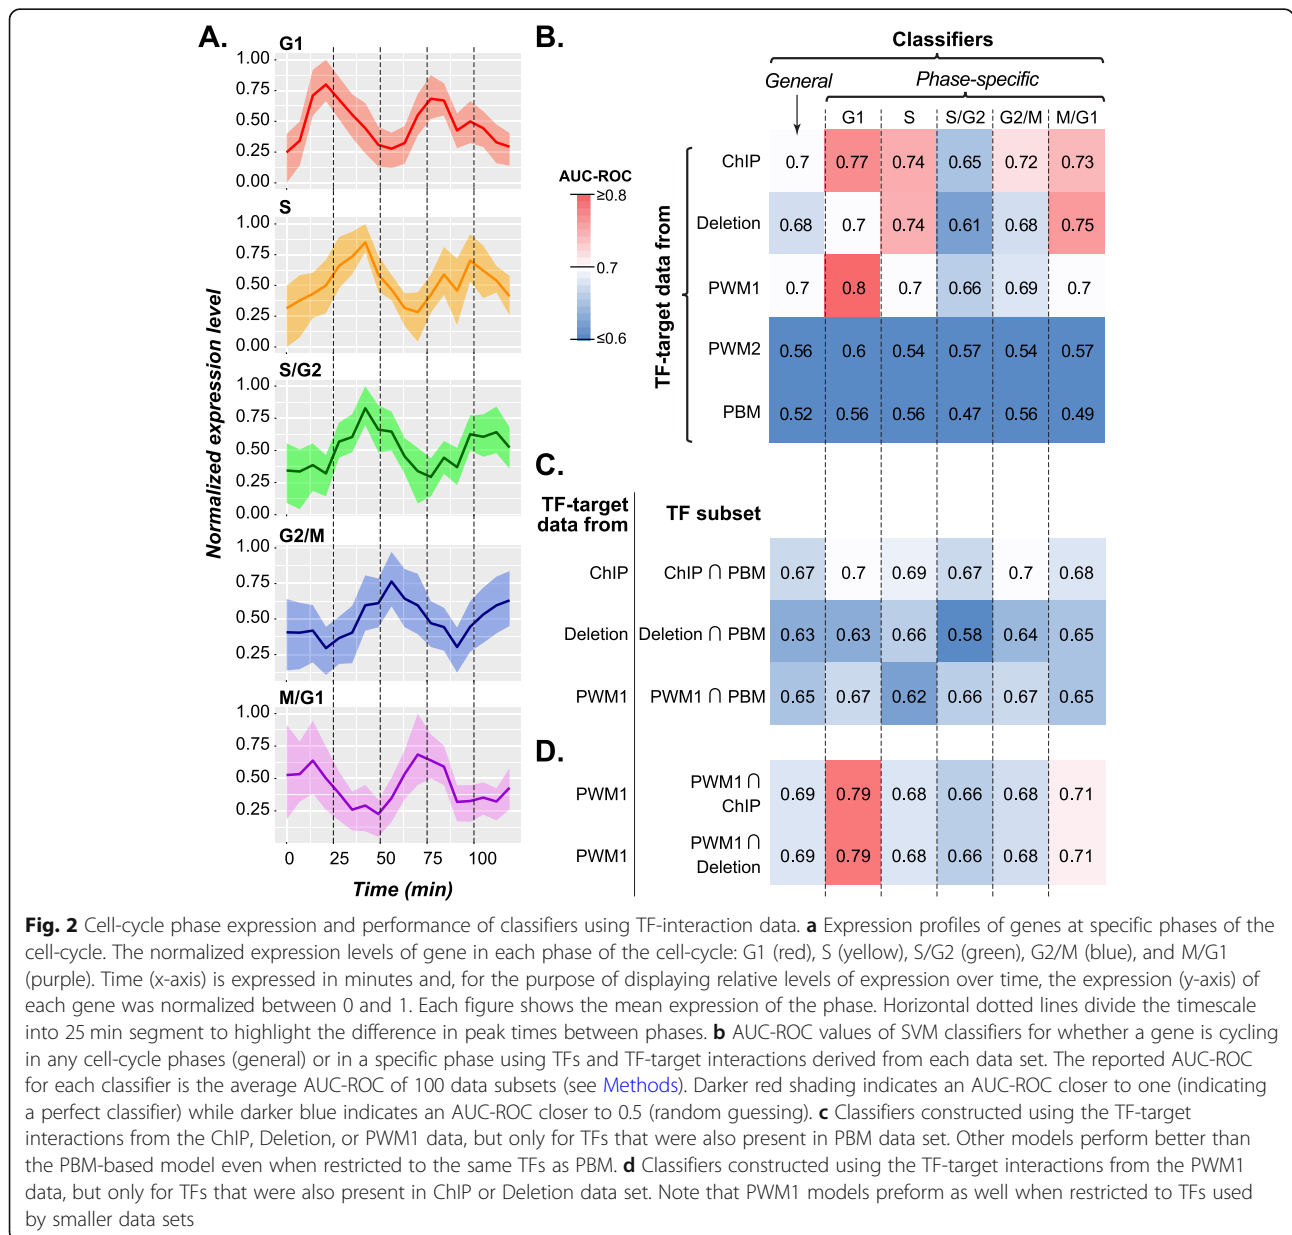 A.
G1
1.00
0.75
0.50
0.25
0.00
S
1.00
0.75
0.50
0.25
0.00
S/G2
1.00
0.75
0.50
0.25
0.00
G2/M
1.00
0.75
0.50
0.25
M/G1
1.00
0.75
0.50
0.25
0 25 50 75 100
Time (min)
Normalized expression level
B.
Classifiers
General Phase-specific
G1 S S/G2 G2/M M/G1
AUC-ROC
≥0.8
0.7
≤0.6
TF-target data from
ChIP 0.7 0.77 0.74 0.65 0.72 0.73
Deletion 0.68 0.7 0.74 0.61 0.68 0.75
PWM1 0.7 0.8 0.7 0.66 0.69 0.7
PWM2 0.56 0.6 0.54 0.57 0.54 0.57
PBM 0.52 0.56 0.56 0.47 0.56 0.49
C.
TF-target
data from
TF subset
ChIP ChIP ∩ PBM 0.67 0.7 0.69 0.67 0.7 0.68
Deletion Deletion ∩ PBM 0.63 0.63 0.66 0.58 0.64 0.65
PWM1 PWM1 ∩ PBM 0.65 0.67 0.62 0.66 0.67 0.65
D.
PWM1 PWM1 ∩
ChIP 0.69 0.79 0.68 0.66 0.68 0.71
PWM1 PWM1 ∩
Deletion 0.69 0.79 0.68 0.66 0.68 0.71
Fig. 2 Cell-cycle phase expression and performance of classifiers using TF-interaction data. a Expression profiles of genes at specific phases of the
cell-cycle. The normalized expression levels of gene in each phase of the cell-cycle: G1 (red), S (yellow), S/G2 (green), G2/M (blue), and M/G1
(purple). Time (x-axis) is expressed in minutes and, for the purpose of displaying relative levels of expression over time, the expression (y-axis) of
each gene was normalized between 0 and 1. Each figure shows the mean expression of the phase. Horizontal dotted lines divide the timescale
into 25 min segment to highlight the difference in peak times between phases. b AUC-ROC values of SVM classifiers for whether a gene is cycling
in any cell-cycle phases (general) or in a specific phase using TFs and TF-target interactions derived from each data set. The reported AUC-ROC
for each classifier is the average AUC-ROC of 100 data subsets (see Methods). Darker red shading indicates an AUC-ROC closer to one (indicating
a perfect classifier) while darker blue indicates an AUC-ROC closer to 0.5 (random guessing). c Classifiers constructed using the TF-target
interactions from the ChIP, Deletion, or PWM1 data, but only for TFs that were also present in PBM data set. Other models perform better than
the PBM-based model even when restricted to the same TFs as PBM. d Classifiers constructed using the TF-target interactions from the PWM1
data, but only for TFs that were also present in ChIP or Deletion data set. Note that PWM1 models preform as well when restricted to TFs used
by smaller data sets